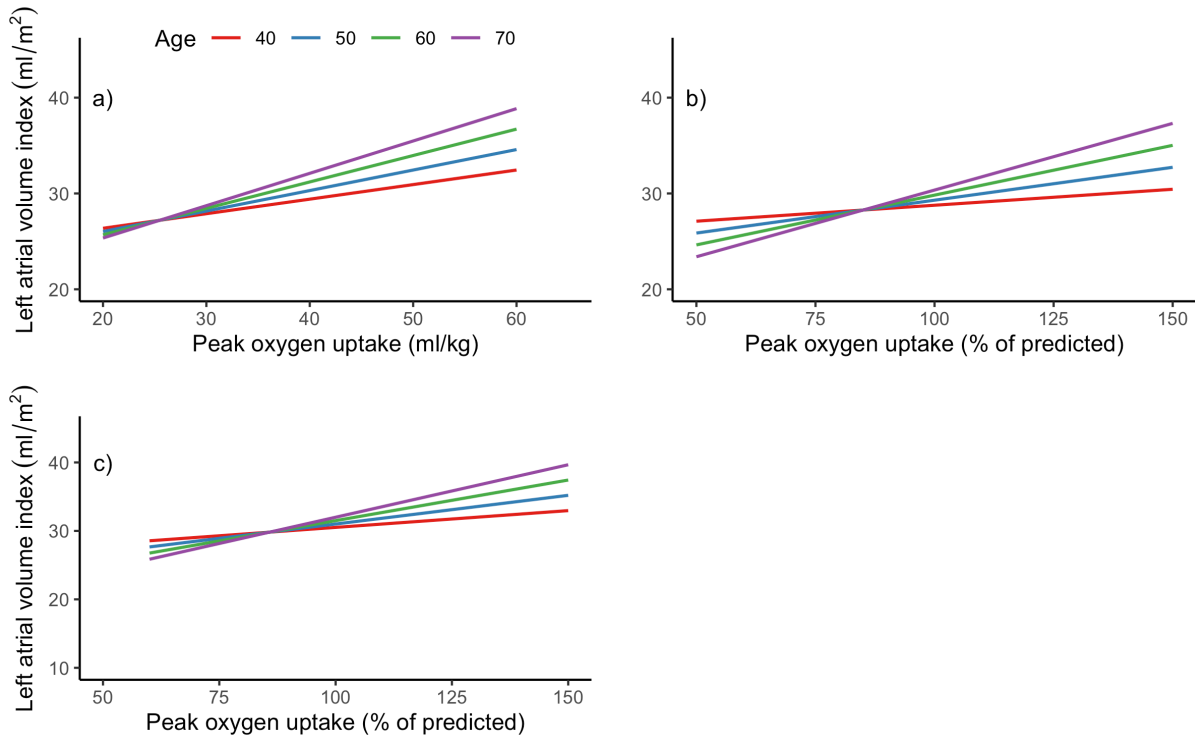 Age 40 50 60 70
Left atrial volume index (ml/m²)
a)
40
30
20
20 30 40 50 60
Peak oxygen uptake (ml/kg)
b)
40
30
20
50 75 100 125 150
Peak oxygen uptake (% of predicted)
Left atrial volume index (ml/m²)
c)
40
30
20
10
50 75 100 125 150
Peak oxygen uptake (% of predicted)